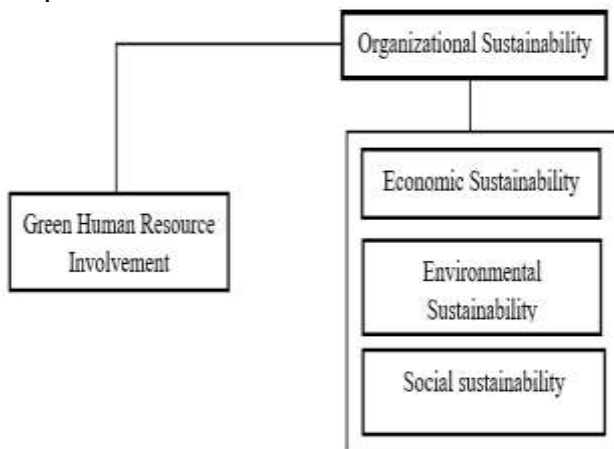 Organizational Sustainability
Economic Sustainability
Green Human Resource
Involvement
Environmental
Sustainability
Social sustainability